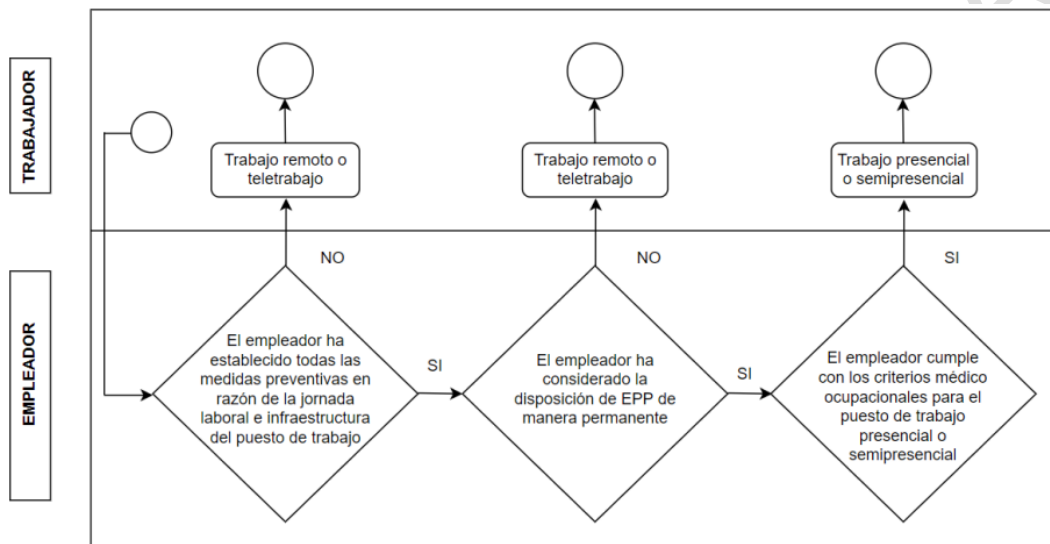 TRABAJADOR
Trabajo remoto o
teletrabajo
Trabajo remoto o
teletrabajo
Trabajo presencial
o semipresencial
EMPLEADOR
NO
NO
SI
El empleador ha
establecido todas las
medidas preventivas en
razón de la jornada
laboral e infraestructura
del puesto de trabajo
SI
El empleador ha
considerado la
disposición de EPP de
manera permanente
SI
El empleador cumple
con los criterios médico
ocupacionales para el
puesto de trabajo
presencial o
semipresencial